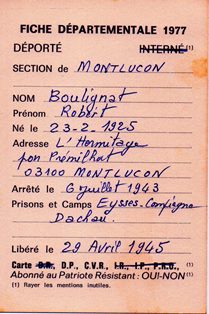 FICHE DÉPARTEMENTALE 1977
DÉPORTÉ INTERNÉ (1)
SECTION de MONTLUCON
NOM Boulignat
Prénom Robert
Né le 23-2-1925
Adresse L'Hermitage
par Prémilhat
03100 MONTLUCON
Arrêté le 6 juillet 1943
Prisons et Camps Eysses-Compiègne
Dachau.
Libéré le 29 Avril 1945
Carte D.R., D.P., C.V.R., I.R., I.P., P.R.O., (1)
Abonné au Patriote Résistant : OUI-NON (1)
(1) Rayer les mentions inutiles.